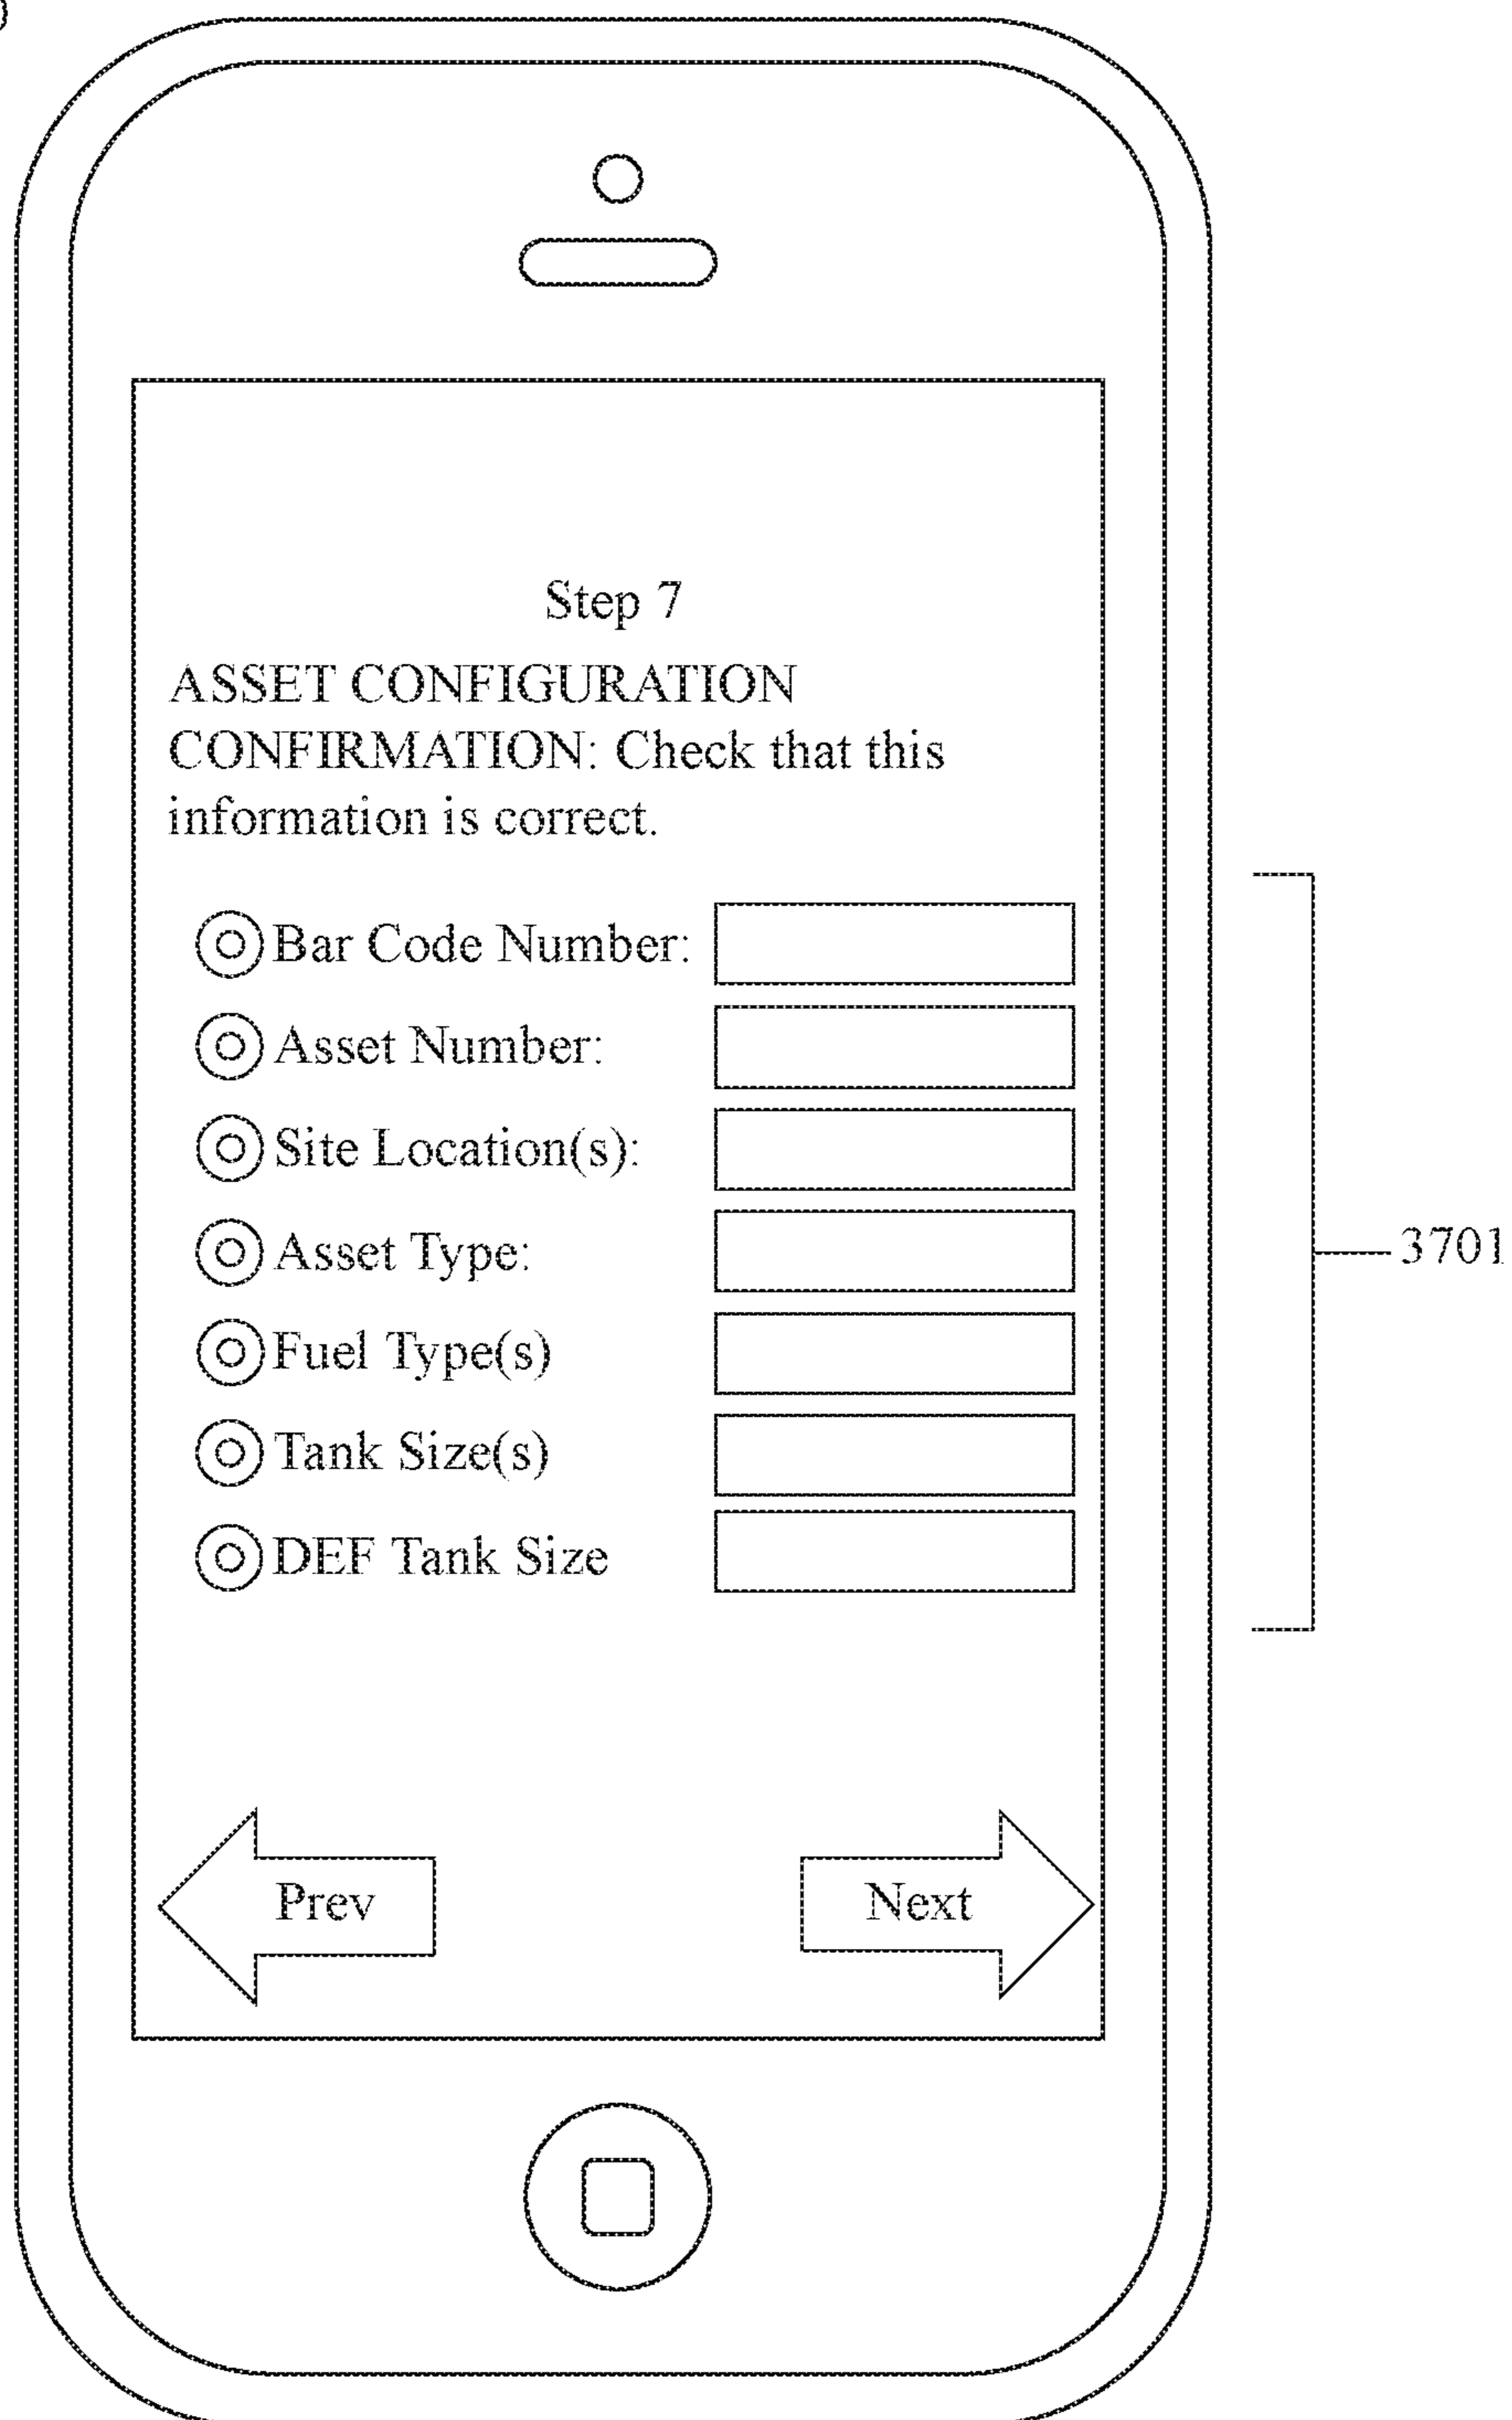 Step 7
ASSET CONFIGURATION
CONFIRMATION: Check that this
information is correct.
Bar Code Number:
Asset Number:
Site Location(s):
Asset Type:
3701
Fuel Type(s)
Tank Size(s)
DEF Tank Size
Prev
Next